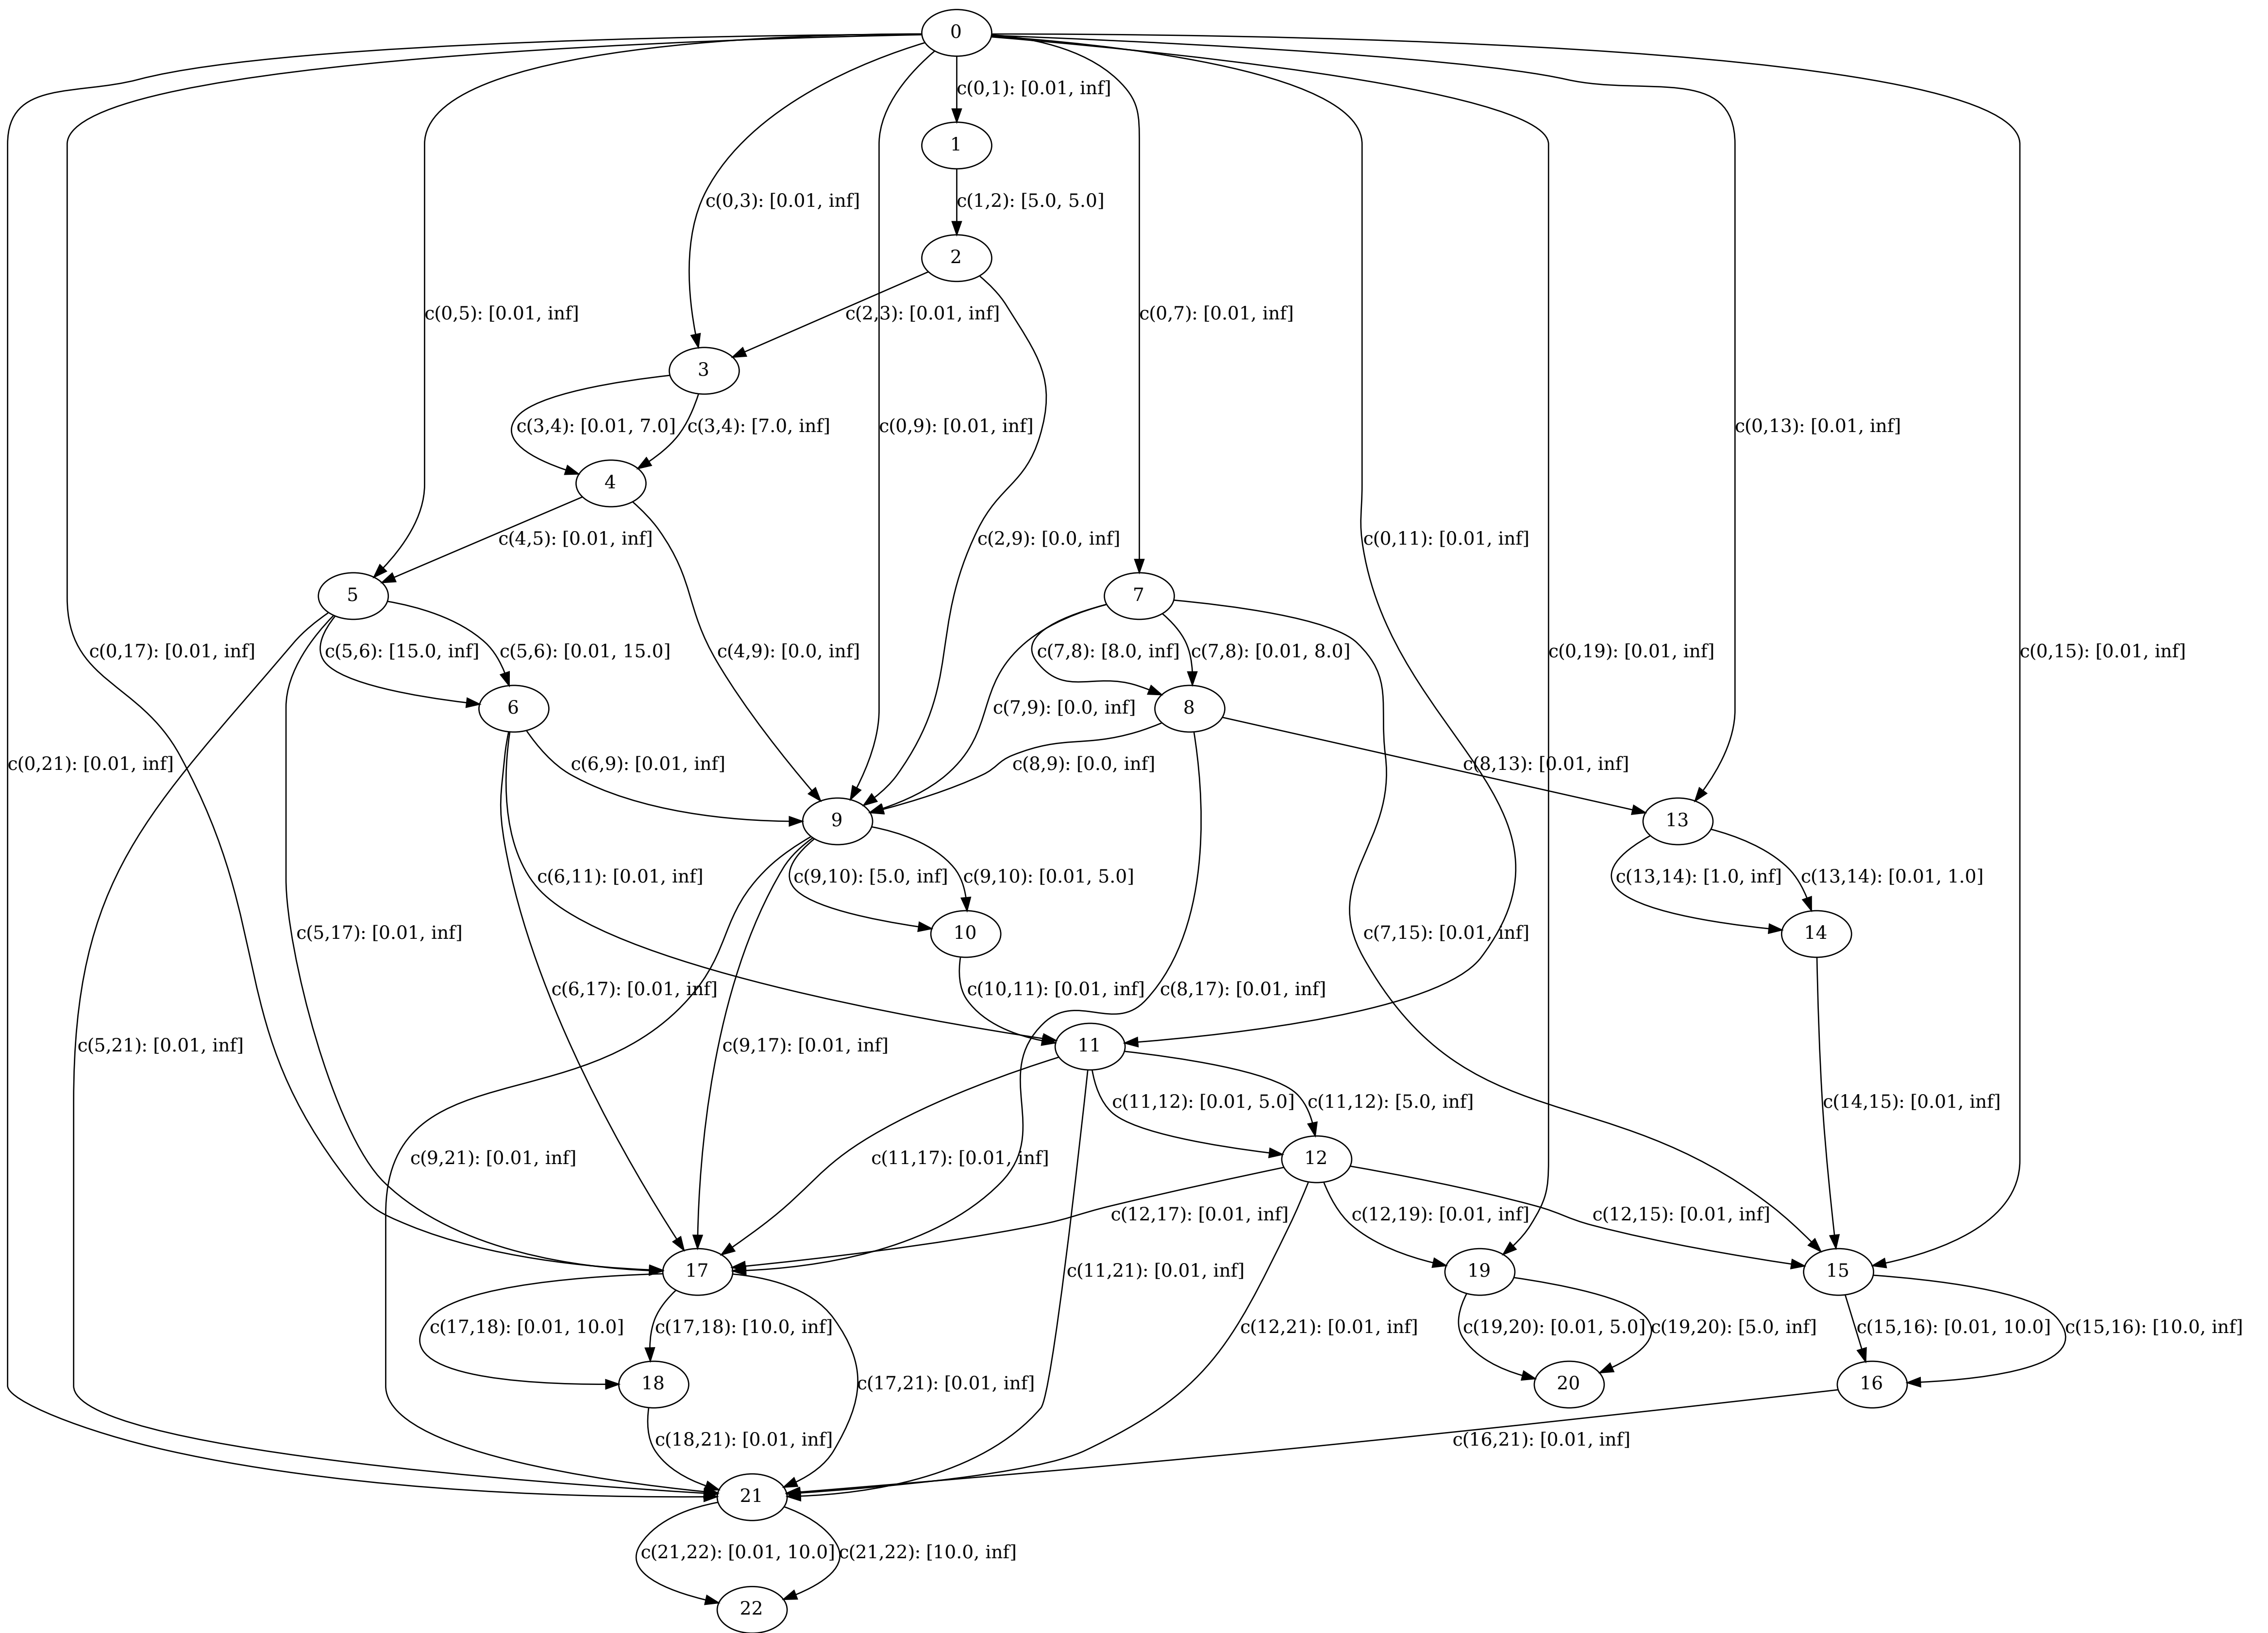 0
c(0,1): [0.01, inf]
1
c(0,3): [0.01, inf]
c(1,2): [5.0, 5.0]
2
c(0,5): [0.01, inf]
c(2,3): [0.01, inf]
c(0,7): [0.01, inf]
3
c(3,4): [0.01, 7.0]
c(3,4): [7.0, inf]
c(0,9): [0.01, inf]
c(0,13): [0.01, inf]
4
c(4,5): [0.01, inf]
c(2,9): [0.0, inf]
c(0,11): [0.01, inf]
5
7
c(0,17): [0.01, inf]
c(5,6): [15.0, inf]
c(5,6): [0.01, 15.0]
c(4,9): [0.0, inf]
c(7,8): [8.0, inf]
c(7,8): [0.01, 8.0]
c(0,19): [0.01, inf]
c(0,15): [0.01, inf]
6
c(7,9): [0.0, inf]
8
c(0,21): [0.01, inf]
c(6,9): [0.01, inf]
c(8,9): [0.0, inf]
c(8,13): [0.01, inf]
9
13
c(6,11): [0.01, inf]
c(9,10): [5.0, inf]
c(9,10): [0.01, 5.0]
c(13,14): [1.0, inf]
c(13,14): [0.01, 1.0]
c(5,17): [0.01, inf]
10
c(7,15): [0.01, inf]
14
c(6,17): [0.01, inf]
c(10,11): [0.01, inf]
c(8,17): [0.01, inf]
c(5,21): [0.01, inf]
c(9,17): [0.01, inf]
11
c(11,12): [0.01, 5.0]
c(11,12): [5.0, inf]
c(14,15): [0.01, inf]
c(9,21): [0.01, inf]
c(11,17): [0.01, inf]
12
c(12,17): [0.01, inf]
c(12,19): [0.01, inf]
c(12,15): [0.01, inf]
17
c(11,21): [0.01, inf]
19
15
c(17,18): [0.01, 10.0]
c(17,18): [10.0, inf]
c(12,21): [0.01, inf]
c(19,20): [0.01, 5.0]
c(19,20): [5.0, inf]
c(15,16): [0.01, 10.0]
c(15,16): [10.0, inf]
18
c(17,21): [0.01, inf]
20
16
c(18,21): [0.01, inf]
c(16,21): [0.01, inf]
21
c(21,22): [0.01, 10.0]
c(21,22): [10.0, inf]
22